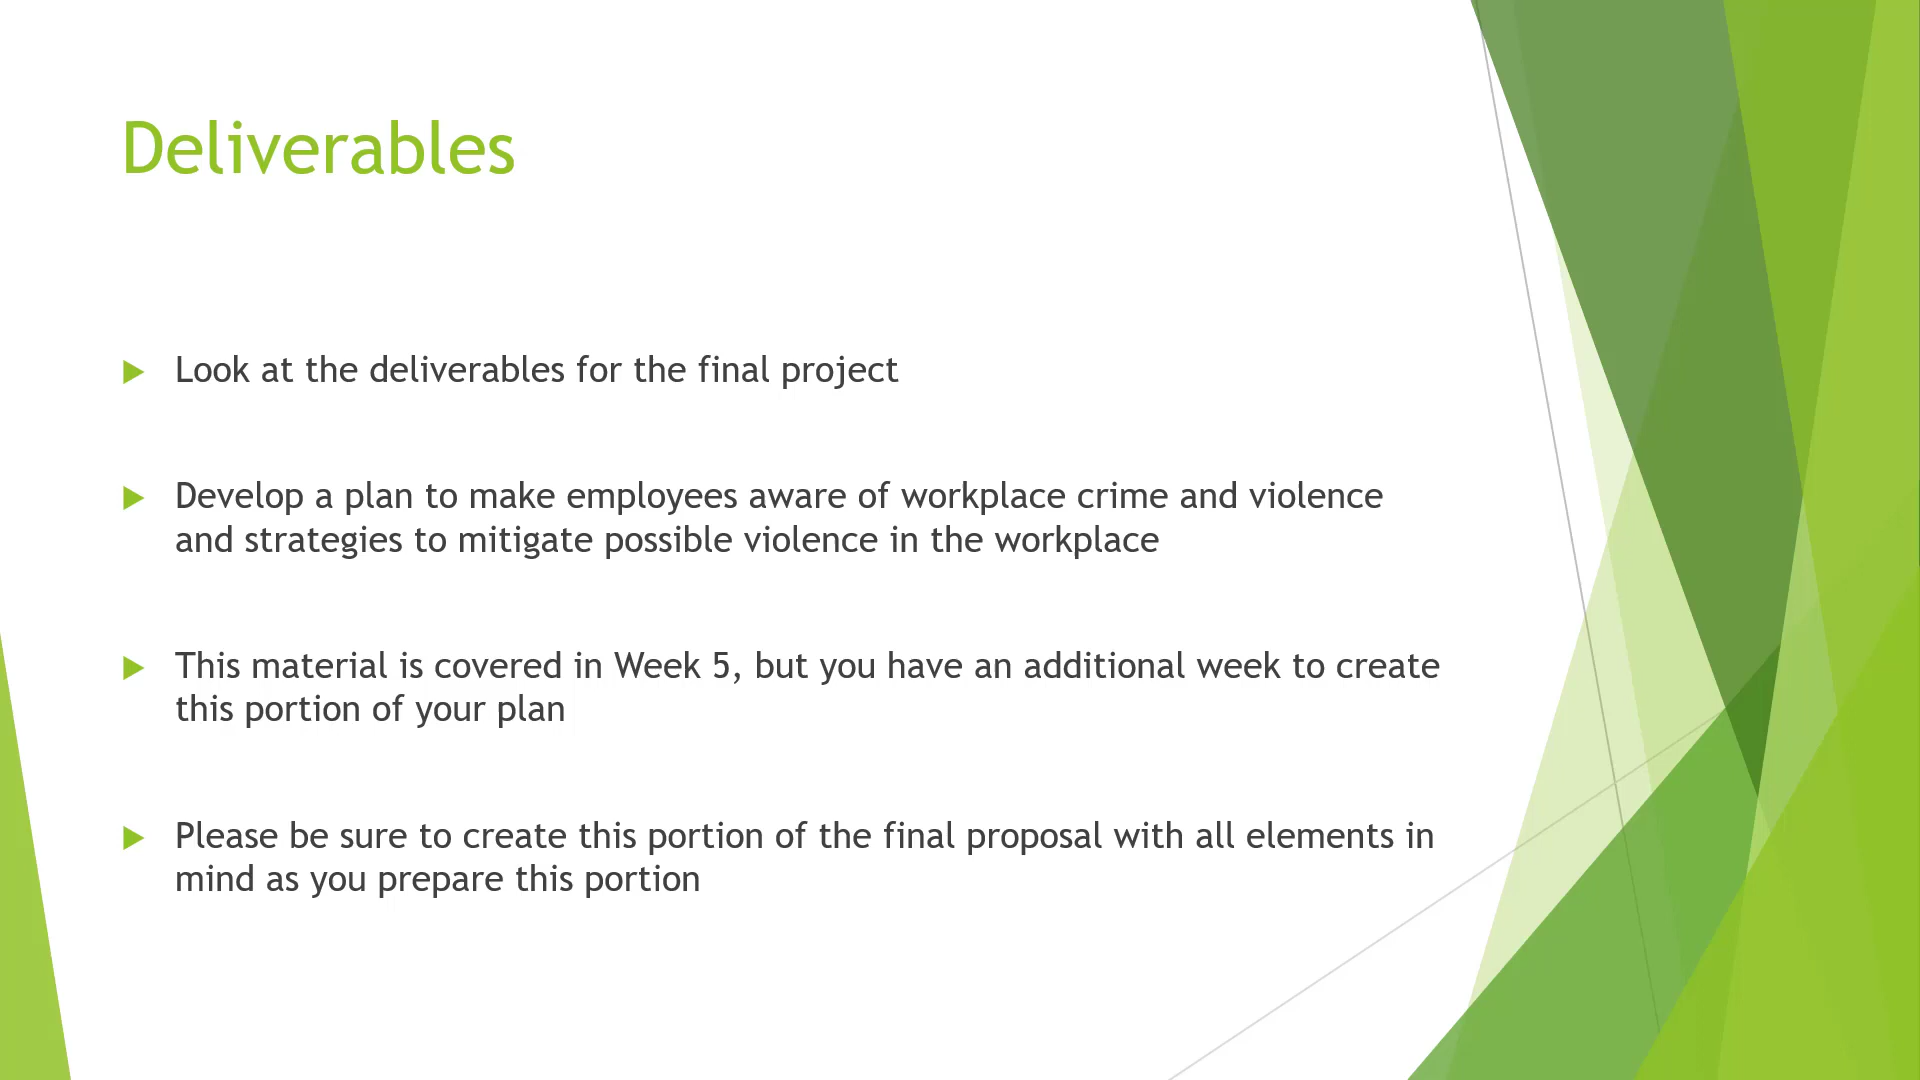 Deliverables
Look at the deliverables for the final project
Develop a plan to make employees aware of workplace crime and violence
and strategies to mitigate possible violence in the workplace
This material is covered in Week 5, but you have an additional week to create
this portion of your plan
Please be sure to create this portion of the final proposal with all elements in
mind as you prepare this portion